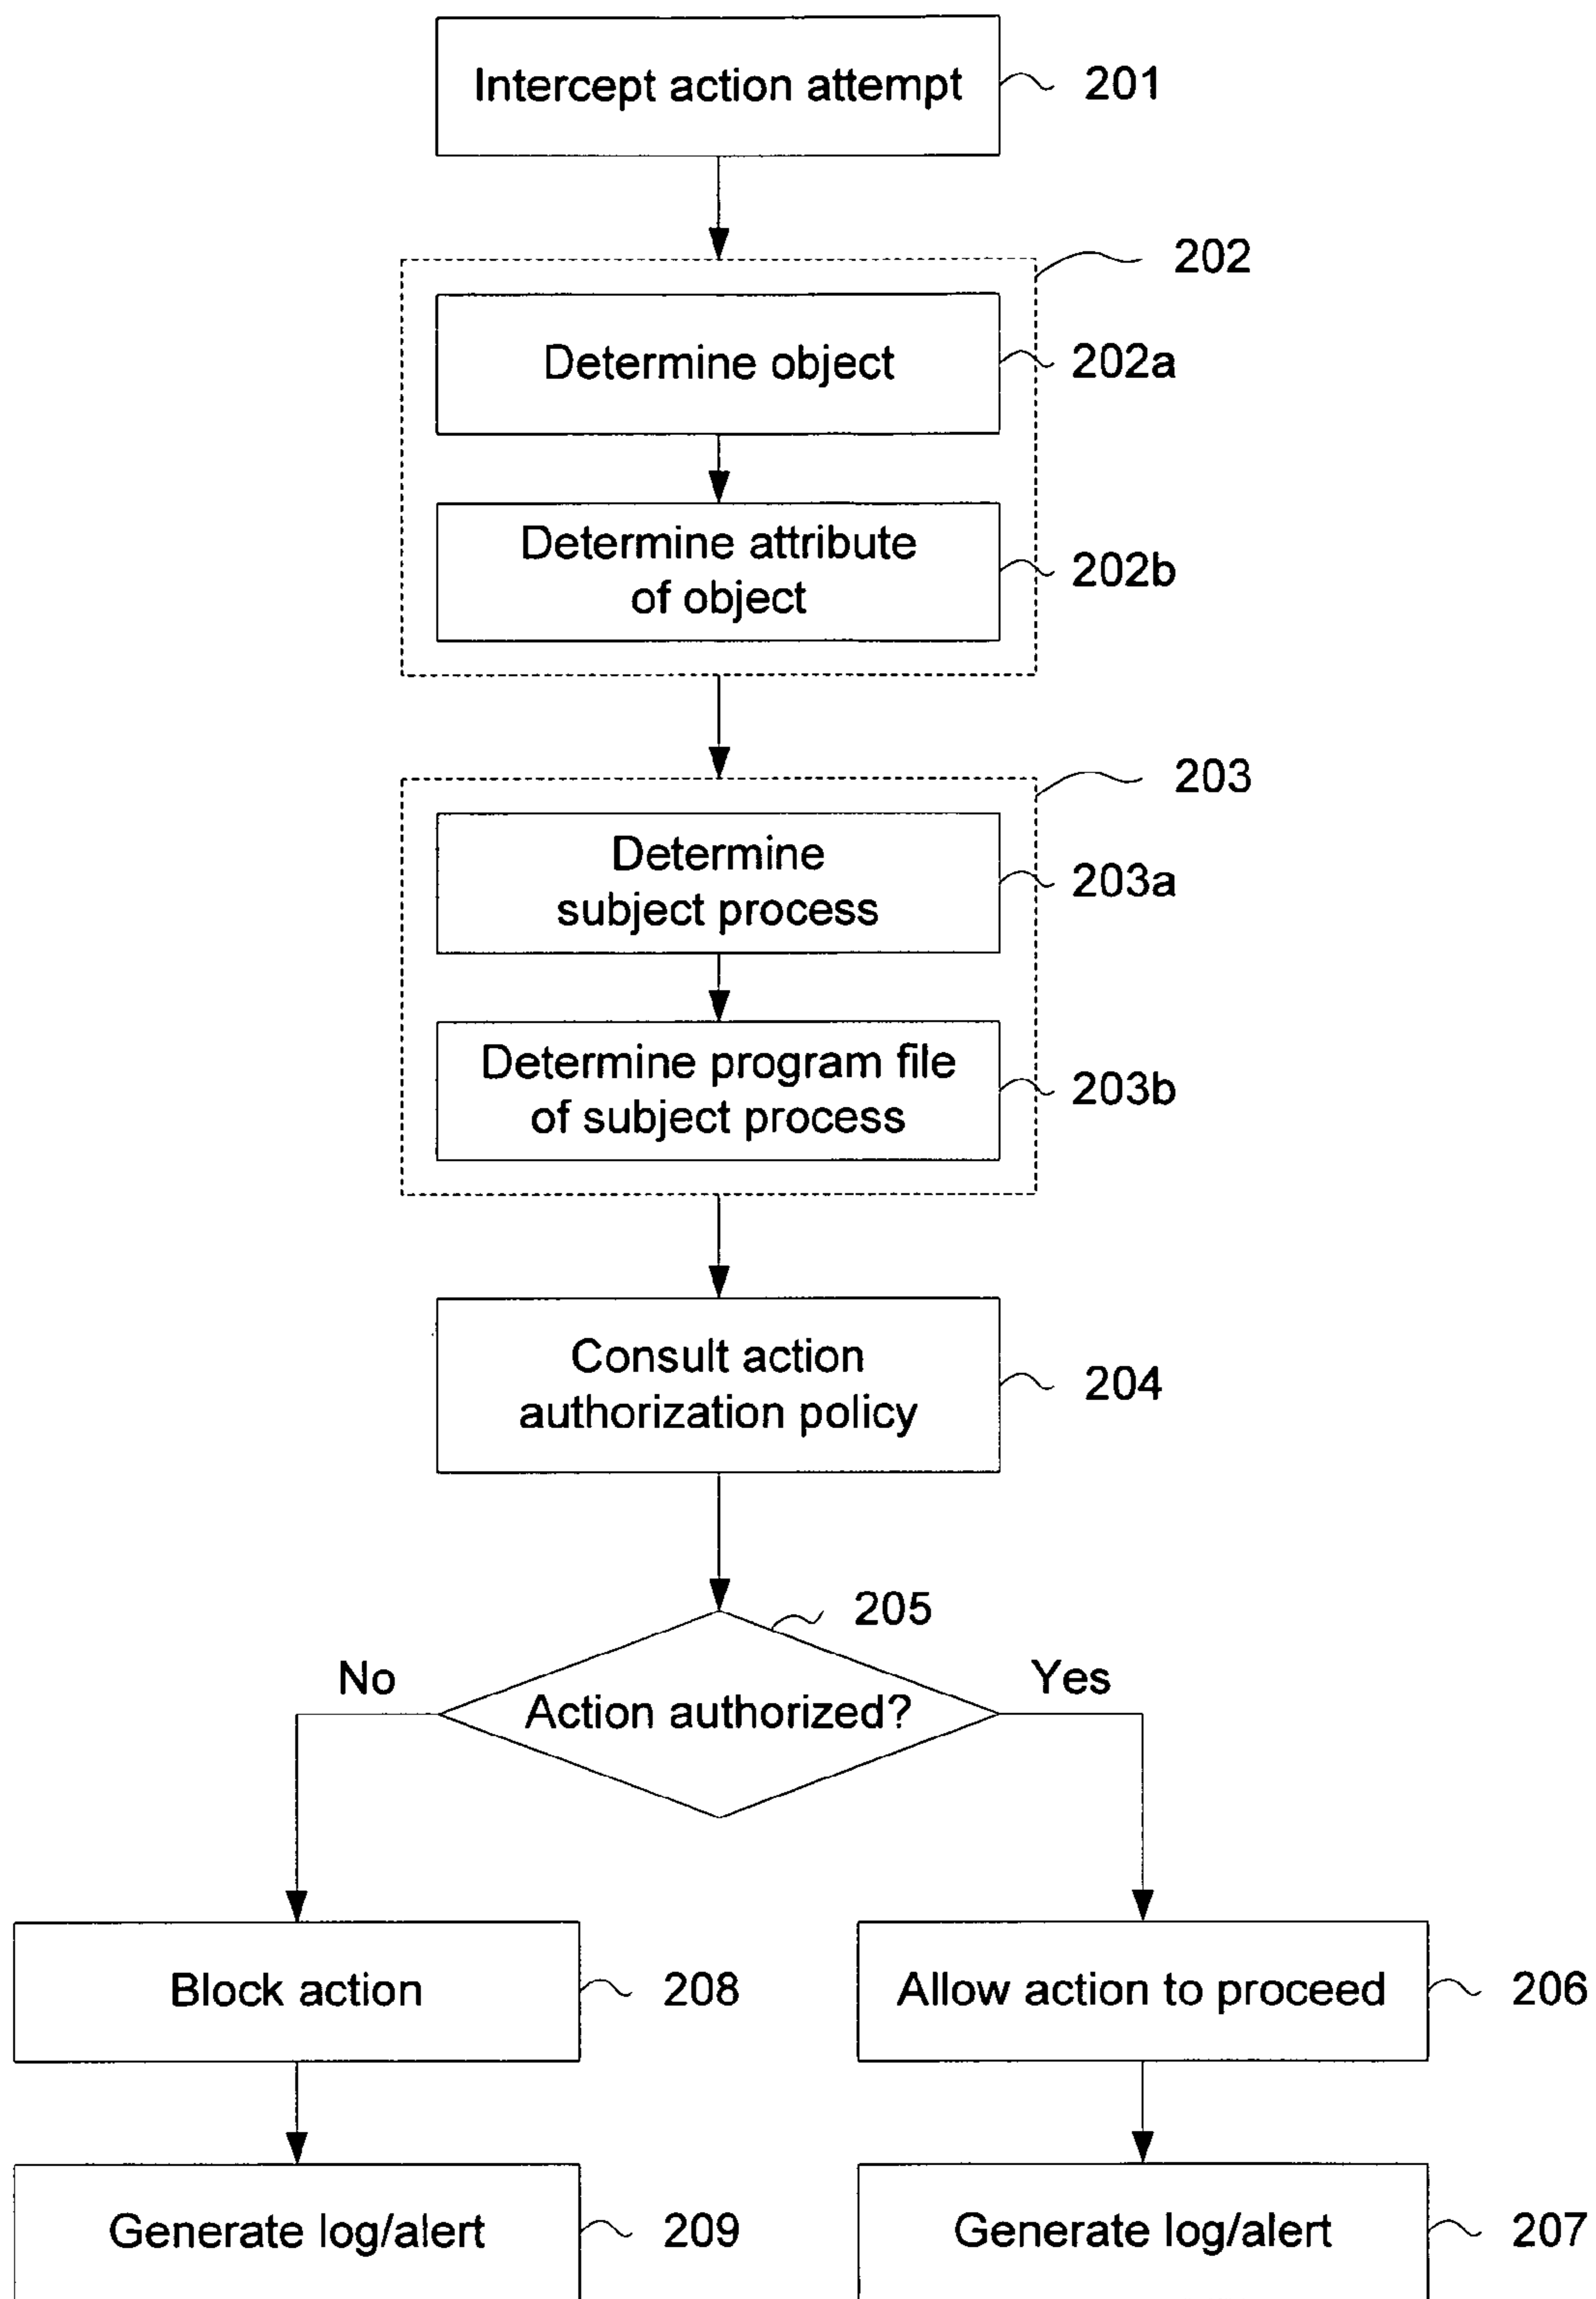 Intercept action attempt
201
202
Determine object
202a
Determine attribute
of object
202b
203
Determine
subject process
203a
Determine program file
of subject process
203b
Consult action
authorization policy
204
205
No
Action authorized?
Yes
Block action
208
Allow action to proceed
206
Generate log/alert
209
Generate log/alert
207